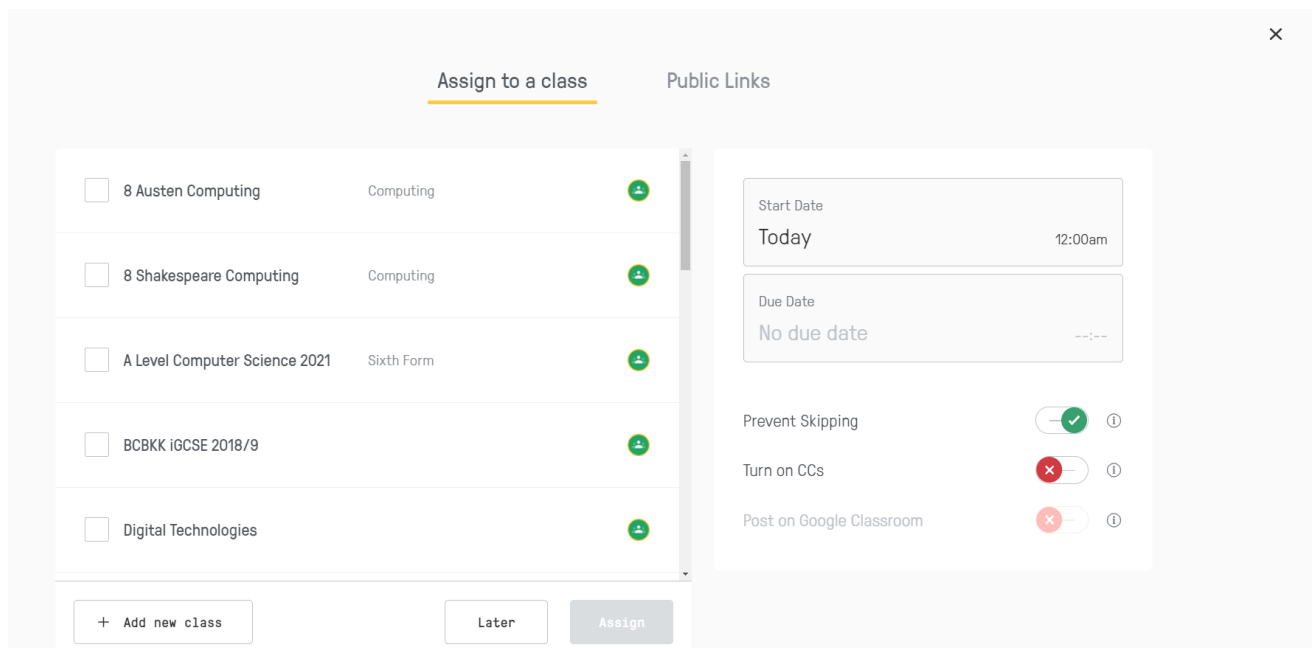 Assign to a class Public Links
8 Austen Computing Computing
8 Shakespeare Computing Computing
A Level Computer Science 2021 Sixth Form
BCBKK iGCSE 2018/9
Digital Technologies
+ Add new class Later Assign
Start Date
Today 12:00am
Due Date
No due date --:--
Prevent Skipping
Turn on CCs
Post on Google Classroom